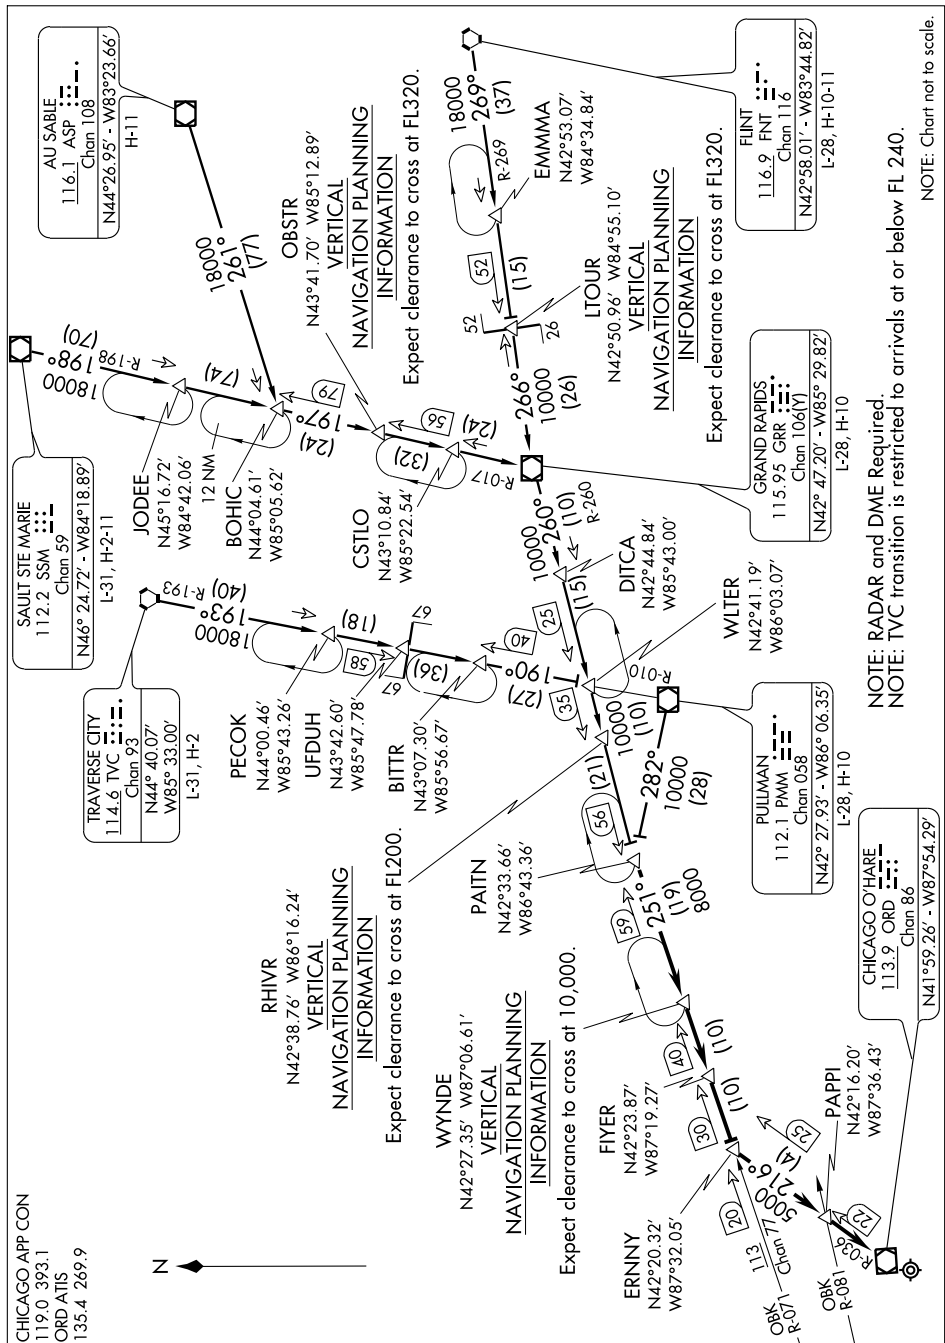 CHICAGO APP CON
119.0 393.1
ORD ATIS
135.4 269.9
N
TRAVERSE CITY
114.6 TVC
Chan 93
N44° 40.07′
W85° 33.00′
L-31, H-2
SAULT STE MARIE
112.2 SSM
Chan 59
N46° 24.72′ - W84°18.89′
L-31, H-2-11
AU SABLE
116.1 ASP
Chan 108
N44°26.95′ - W83°23.66′
H-11
R-193
(40)
193°
18000
PECOK
N44°00.46′
W85°43.26′
(18)
58
UFDUH
N43°42.60′
W85°47.78′
67
67
(36)
BITTR
N43°07.30′
W85°56.67′
40
190°
(27)
(70)
198°
18000
R-198
JODEE
N45°16.72′
W84°42.06′
(74)
12 NM
BOHIC
N44°04.61′
W85°05.62′
18000
261°
(77)
79
197°
(24)
OBSTR
N43°41.70′ W85°12.89′
VERTICAL
NAVIGATION PLANNING
INFORMATION
Expect clearance to cross at FL320.
56
(32)
CSTLO
N43°10.84′
W85°22.54′
(24)
R-017
18000
269°
(37)
R-269
EMMMA
N42°53.07′
W84°34.84′
52
(15)
52
26
LTOUR
N42°50.96′ W84°55.10′
VERTICAL
NAVIGATION PLANNING
INFORMATION
Expect clearance to cross at FL320.
266°
10000
(26)
FLINT
116.9 FNT
Chan 116
N42°58.01′ - W83°44.82′
L-28, H-10-11
GRAND RAPIDS
115.95 GRR
Chan 106(Y)
N42° 47.20′ - W85° 29.82′
L-28, H-10
10000
260°
(10)
R-260
DITCA
N42°44.84′
W85°43.00′
(15)
25
WLTER
N42°41.19′
W86°03.07′
R-010
35
10000
(10)
RHIVR
N42°38.76′ W86°16.24′
VERTICAL
NAVIGATION PLANNING
INFORMATION
Expect clearance to cross at FL200.
(21)
56
282°
10000
(28)
PULLMAN
112.1 PMM
Chan 058
N42° 27.93′ - W86° 06.35′
L-28, H-10
PAITN
N42°33.66′
W86°43.36′
59
251°
(19)
8000
WYNDE
N42°27.35′ W87°06.61′
VERTICAL
NAVIGATION PLANNING
INFORMATION
Expect clearance to cross at 10,000.
40
(10)
FIYER
N42°23.87′
W87°19.27′
30
(10)
ERNNY
N42°20.32′
W87°32.05′
20
113
OBK
R-071 Chan 77
5000
216°
(4)
25
PAPPI
N42°16.20′
W87°36.43′
OBK
R-081
22
R-036
CHICAGO O'HARE
113.9 ORD
Chan 86
N41°59.26′ - W87°54.29′
NOTE: RADAR and DME Required.
NOTE: TVC transition is restricted to arrivals at or below FL 240.
NOTE: Chart not to scale.